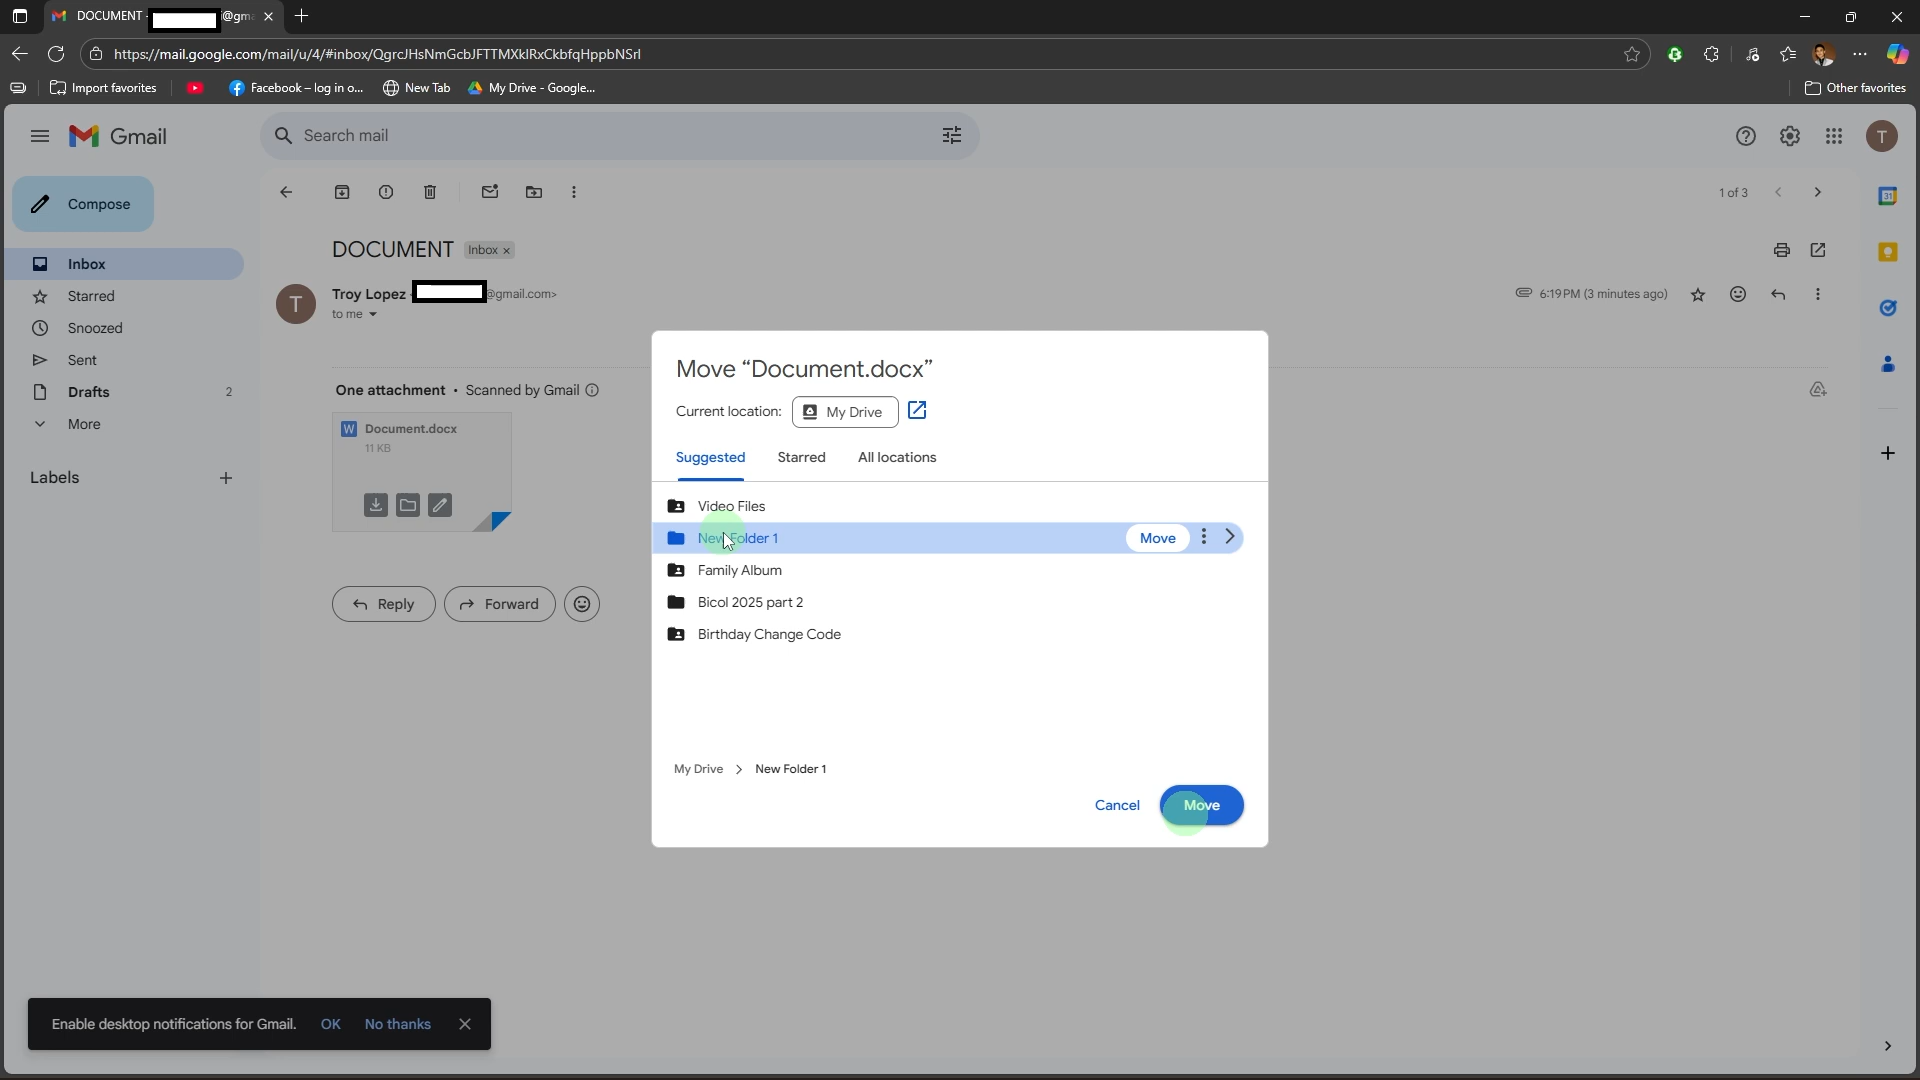 DOCUMENT - i@gma
https://mail.google.com/mail/u/4/#inbox/QgrcJHsNmGcbJFTTMXklRxCkbfqHppbNSrl
Import favorites Facebook – log in o... New Tab My Drive - Google... Other favorites
Gmail Search mail T
Compose 1 of 3
31
DOCUMENT Inbox x
Inbox
Starred
T Troy Lopez @gmail.com> 6:19 PM (3 minutes ago)
to me
Snoozed
Sent
Drafts 2
More
Labels +
One attachment • Scanned by Gmail
W Document.docx
11 KB
Reply Forward
Move “Document.docx”
Current location: My Drive
Suggested Starred All locations
Video Files
New Folder 1 Move
Family Album
Bicol 2025 part 2
Birthday Change Code
My Drive > New Folder 1
Cancel Move
Enable desktop notifications for Gmail. OK No thanks